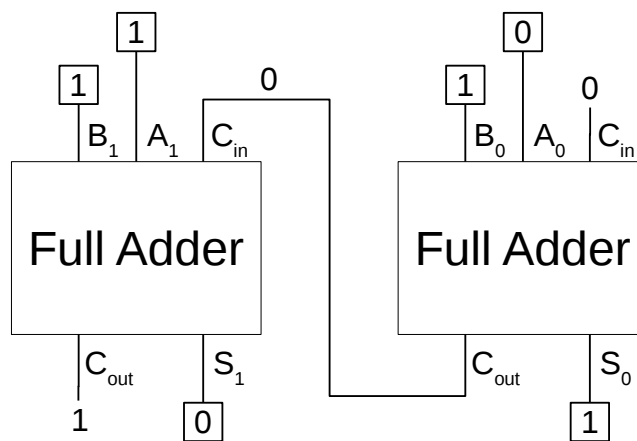 1 0
1 0 1 0
B1 A1 Cin B0 A0 Cin
Full Adder Full Adder
Cout S1 Cout S0
1 0 1